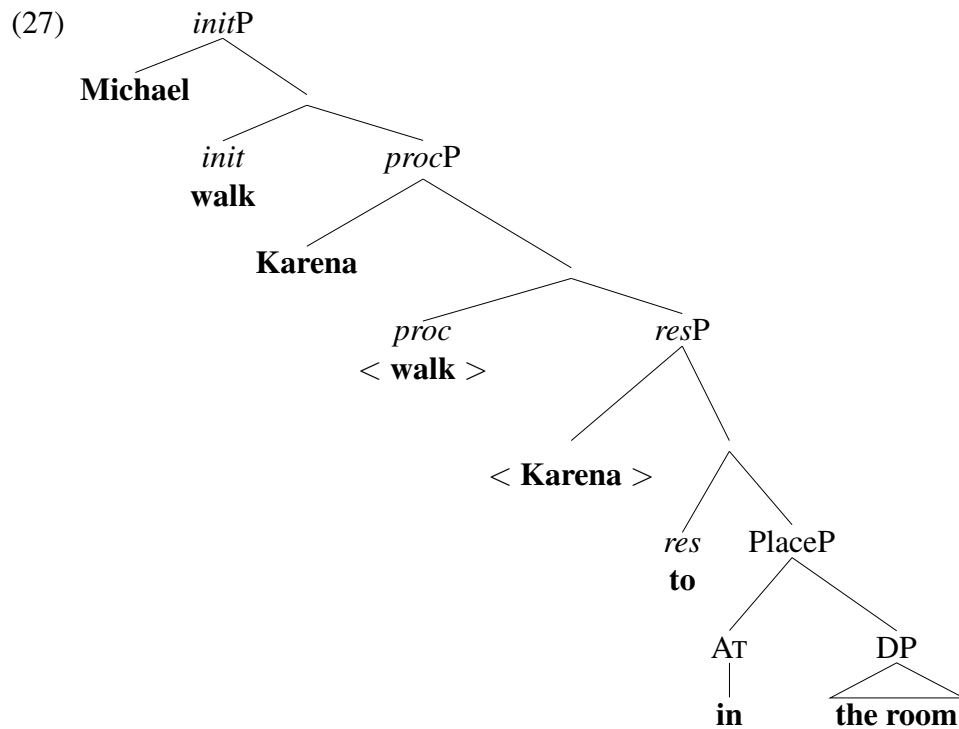 (27) initP
Michael
init procP
walk
Karena
proc resP
< walk >
< Karena >
res PlaceP
to
AT DP
in the room